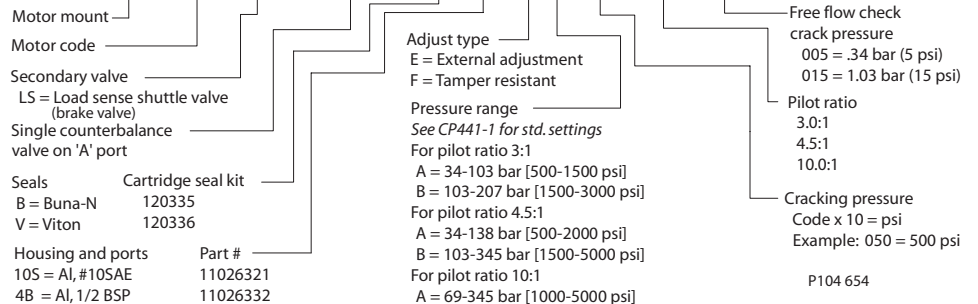 Motor mount
Motor code
Secondary valve
LS = Load sense shuttle valve
(brake valve)
Single counterbalance
valve on 'A' port
Seals Cartridge seal kit
B = Buna-N 120335
V = Viton 120336
Housing and ports Part #
10S = Al, #10SAE 11026321
4B = Al, 1/2 BSP 11026332
Adjust type
E = External adjustment
F = Tamper resistant
Pressure range
See CP441-1 for std. settings
For pilot ratio 3:1
A = 34-103 bar [500-1500 psi]
B = 103-207 bar [1500-3000 psi]
For pilot ratio 4.5:1
A = 34-138 bar [500-2000 psi]
B = 103-345 bar [1500-5000 psi]
For pilot ratio 10:1
A = 69-345 bar [1000-5000 psi]
Free flow check
crack pressure
005 = .34 bar (5 psi)
015 = 1.03 bar (15 psi)
Pilot ratio
3.0:1
4.5:1
10.0:1
Cracking pressure
Code x 10 = psi
Example: 050 = 500 psi
P104 654